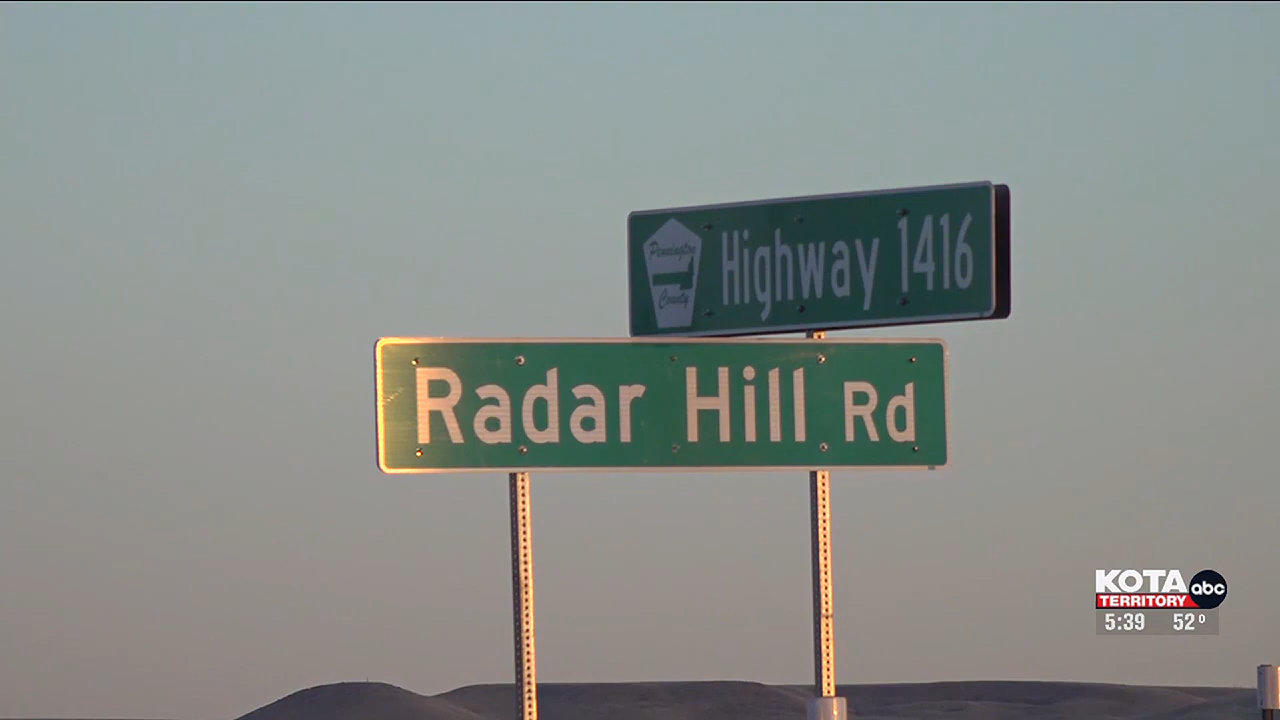 Pennington
County
Highway 1416
Radar Hill Rd
KOTA
TERRITORY
abc
5:39 52°